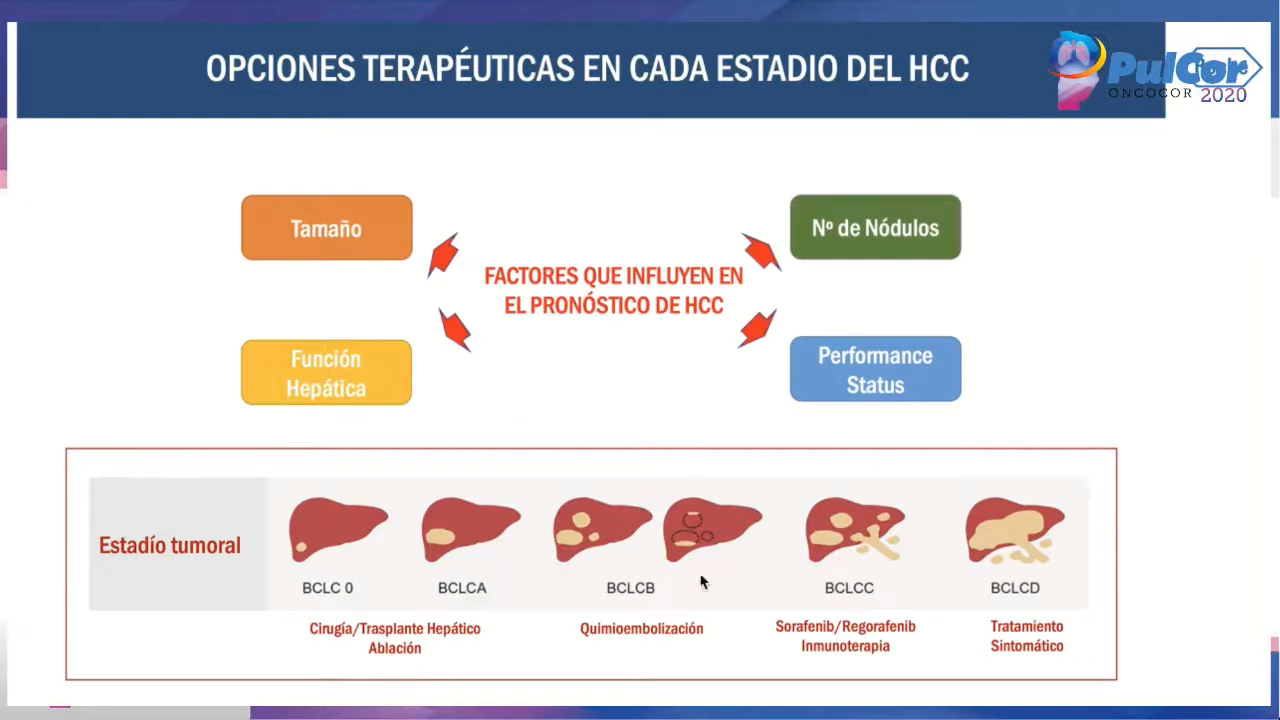 OPCIONES TERAPÉUTICAS EN CADA ESTADIO DEL HCC
PulCor
ONCOCOR 2020
Tamaño
Nº de Nódulos
FACTORES QUE INFLUYEN EN
EL PRONÓSTICO DE HCC
Función
Hepática
Performance
Status
Estadío tumoral
BCLC 0
BCLCA
BCLCB
BCLCC
BCLCD
Cirugía/Trasplante Hepático
Ablación
Quimioembolización
Sorafenib/Regorafenib
Inmunoterapia
Tratamiento
Sintomático